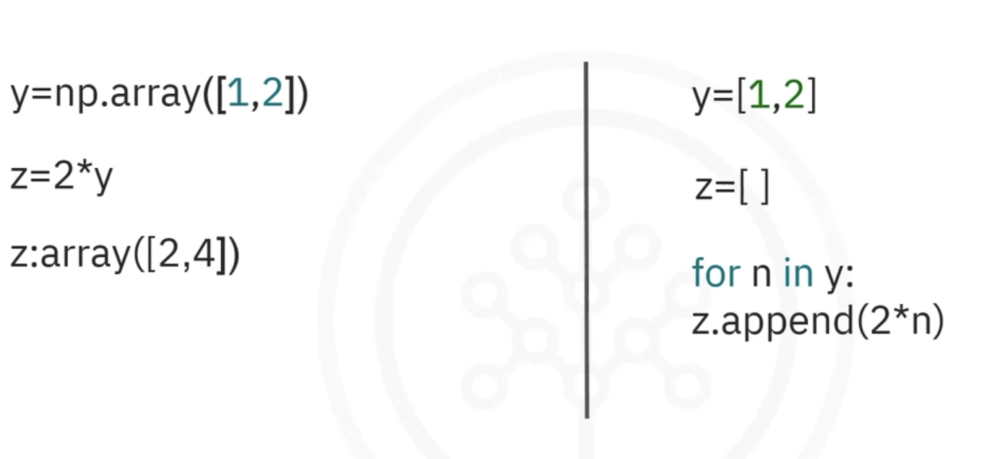 y=np.array([1,2])
z=2*y
z:array([2,4])
y=[1,2]
z=[ ]
for n in y:
z.append(2*n)